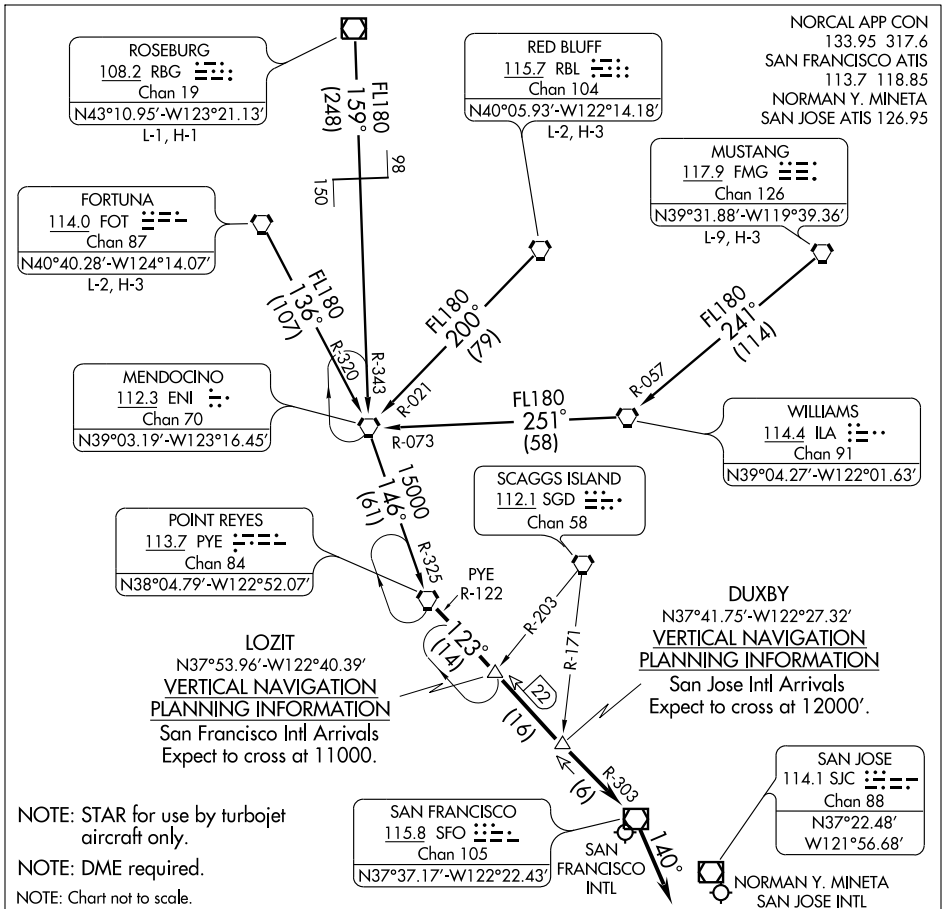 NORCAL APP CON
133.95 317.6
SAN FRANCISCO ATIS
113.7 118.85
NORMAN Y. MINETA
SAN JOSE ATIS 126.95
ROSEBURG
108.2 RBG
Chan 19
N43°10.95'-W123°21.13'
L-1, H-1
FL180
159°
(248)
98
150
RED BLUFF
115.7 RBL
Chan 104
N40°05.93'-W122°14.18'
L-2, H-3
MUSTANG
117.9 FMG
Chan 126
N39°31.88'-W119°39.36'
L-9, H-3
FORTUNA
114.0 FOT
Chan 87
N40°40.28'-W124°14.07'
L-2, H-3
FL180
136°
(107)
R-320
R-343
FL180
200°
(79)
R-021
FL180
241°
(114)
R-057
MENDOCINO
112.3 ENI
Chan 70
N39°03.19'-W123°16.45'
R-073
FL180
251°
(58)
WILLIAMS
114.4 ILA
Chan 91
N39°04.27'-W122°01.63'
15000
146°
(61)
R-325
SCAGGS ISLAND
112.1 SGD
Chan 58
POINT REYES
113.7 PYE
Chan 84
N38°04.79'-W122°52.07'
PYE
R-122
R-203
R-171
123°
(14)
LOZIT
N37°53.96'-W122°40.39'
VERTICAL NAVIGATION
PLANNING INFORMATION
San Francisco Intl Arrivals
Expect to cross at 11000.
22
(16)
DUXBY
N37°41.75'-W122°27.32'
VERTICAL NAVIGATION
PLANNING INFORMATION
San Jose Intl Arrivals
Expect to cross at 12000'.
(6)
R-303
SAN FRANCISCO
115.8 SFO
Chan 105
N37°37.17'-W122°22.43'
SAN
FRANCISCO
INTL
140°
SAN JOSE
114.1 SJC
Chan 88
N37°22.48'
W121°56.68'
NORMAN Y. MINETA
SAN JOSE INTL
NOTE: STAR for use by turbojet
aircraft only.
NOTE: DME required.
NOTE: Chart not to scale.